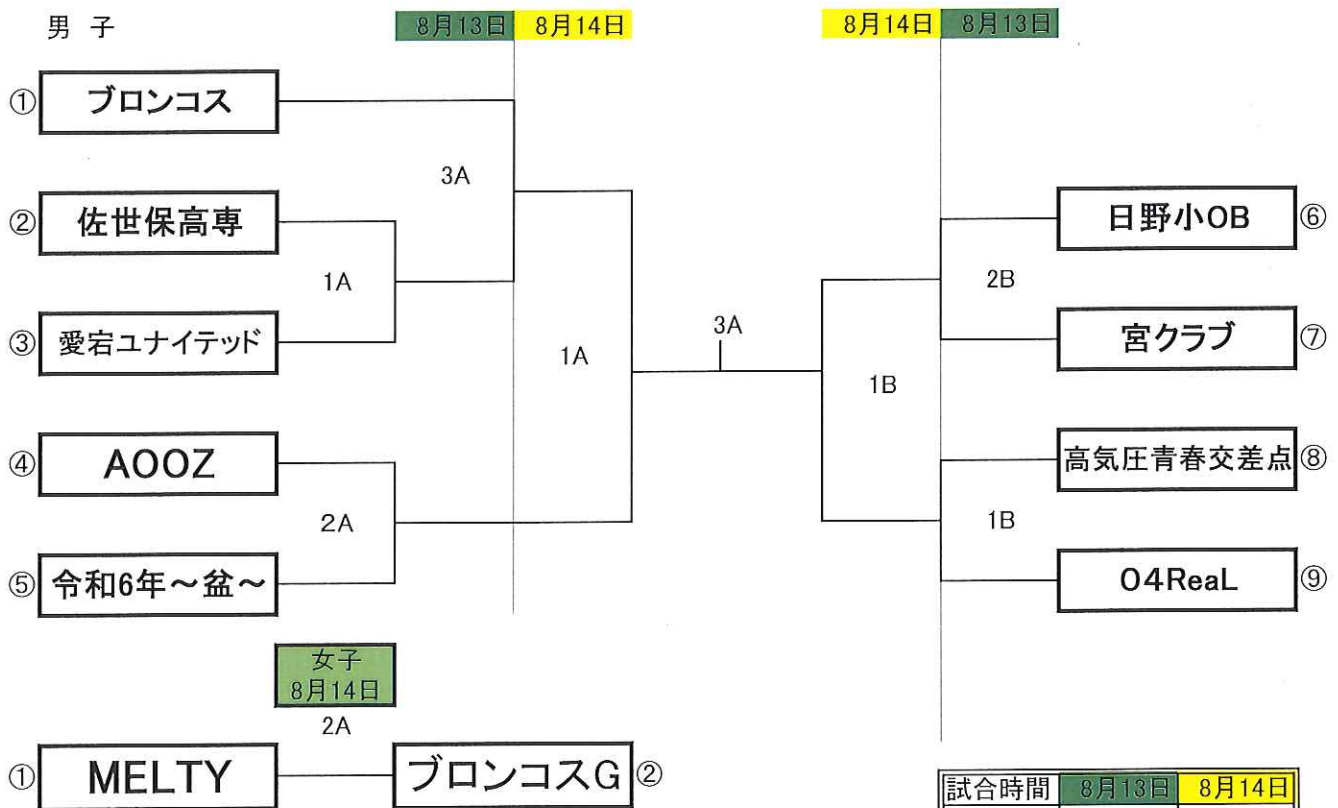 男 子
8月13日 8月14日
8月14日 8月13日
① ブロンコス
3A
② 佐世保高専
1A
③ 愛宕ユナイテッド
1A
④ AOOZ
2A
⑤ 令和6年～盆～
3A
日野小OB ⑥
2B
宮クラブ ⑦
1B
高気圧青春交差点 ⑧
1B
04ReaL ⑨
女子
8月14日
2A
① MELTY
ブロンコスG ②
試合時間 8月13日 8月14日